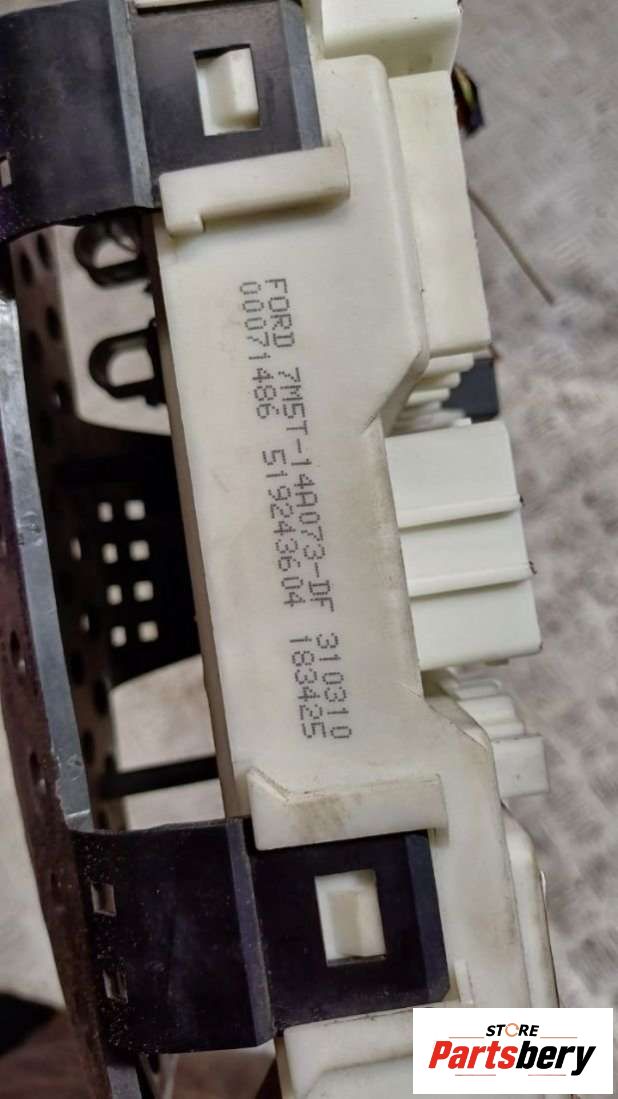 FORD 7M5T-14A073-DF 310310
00071486 519243604 183425
STORE
Partsbery